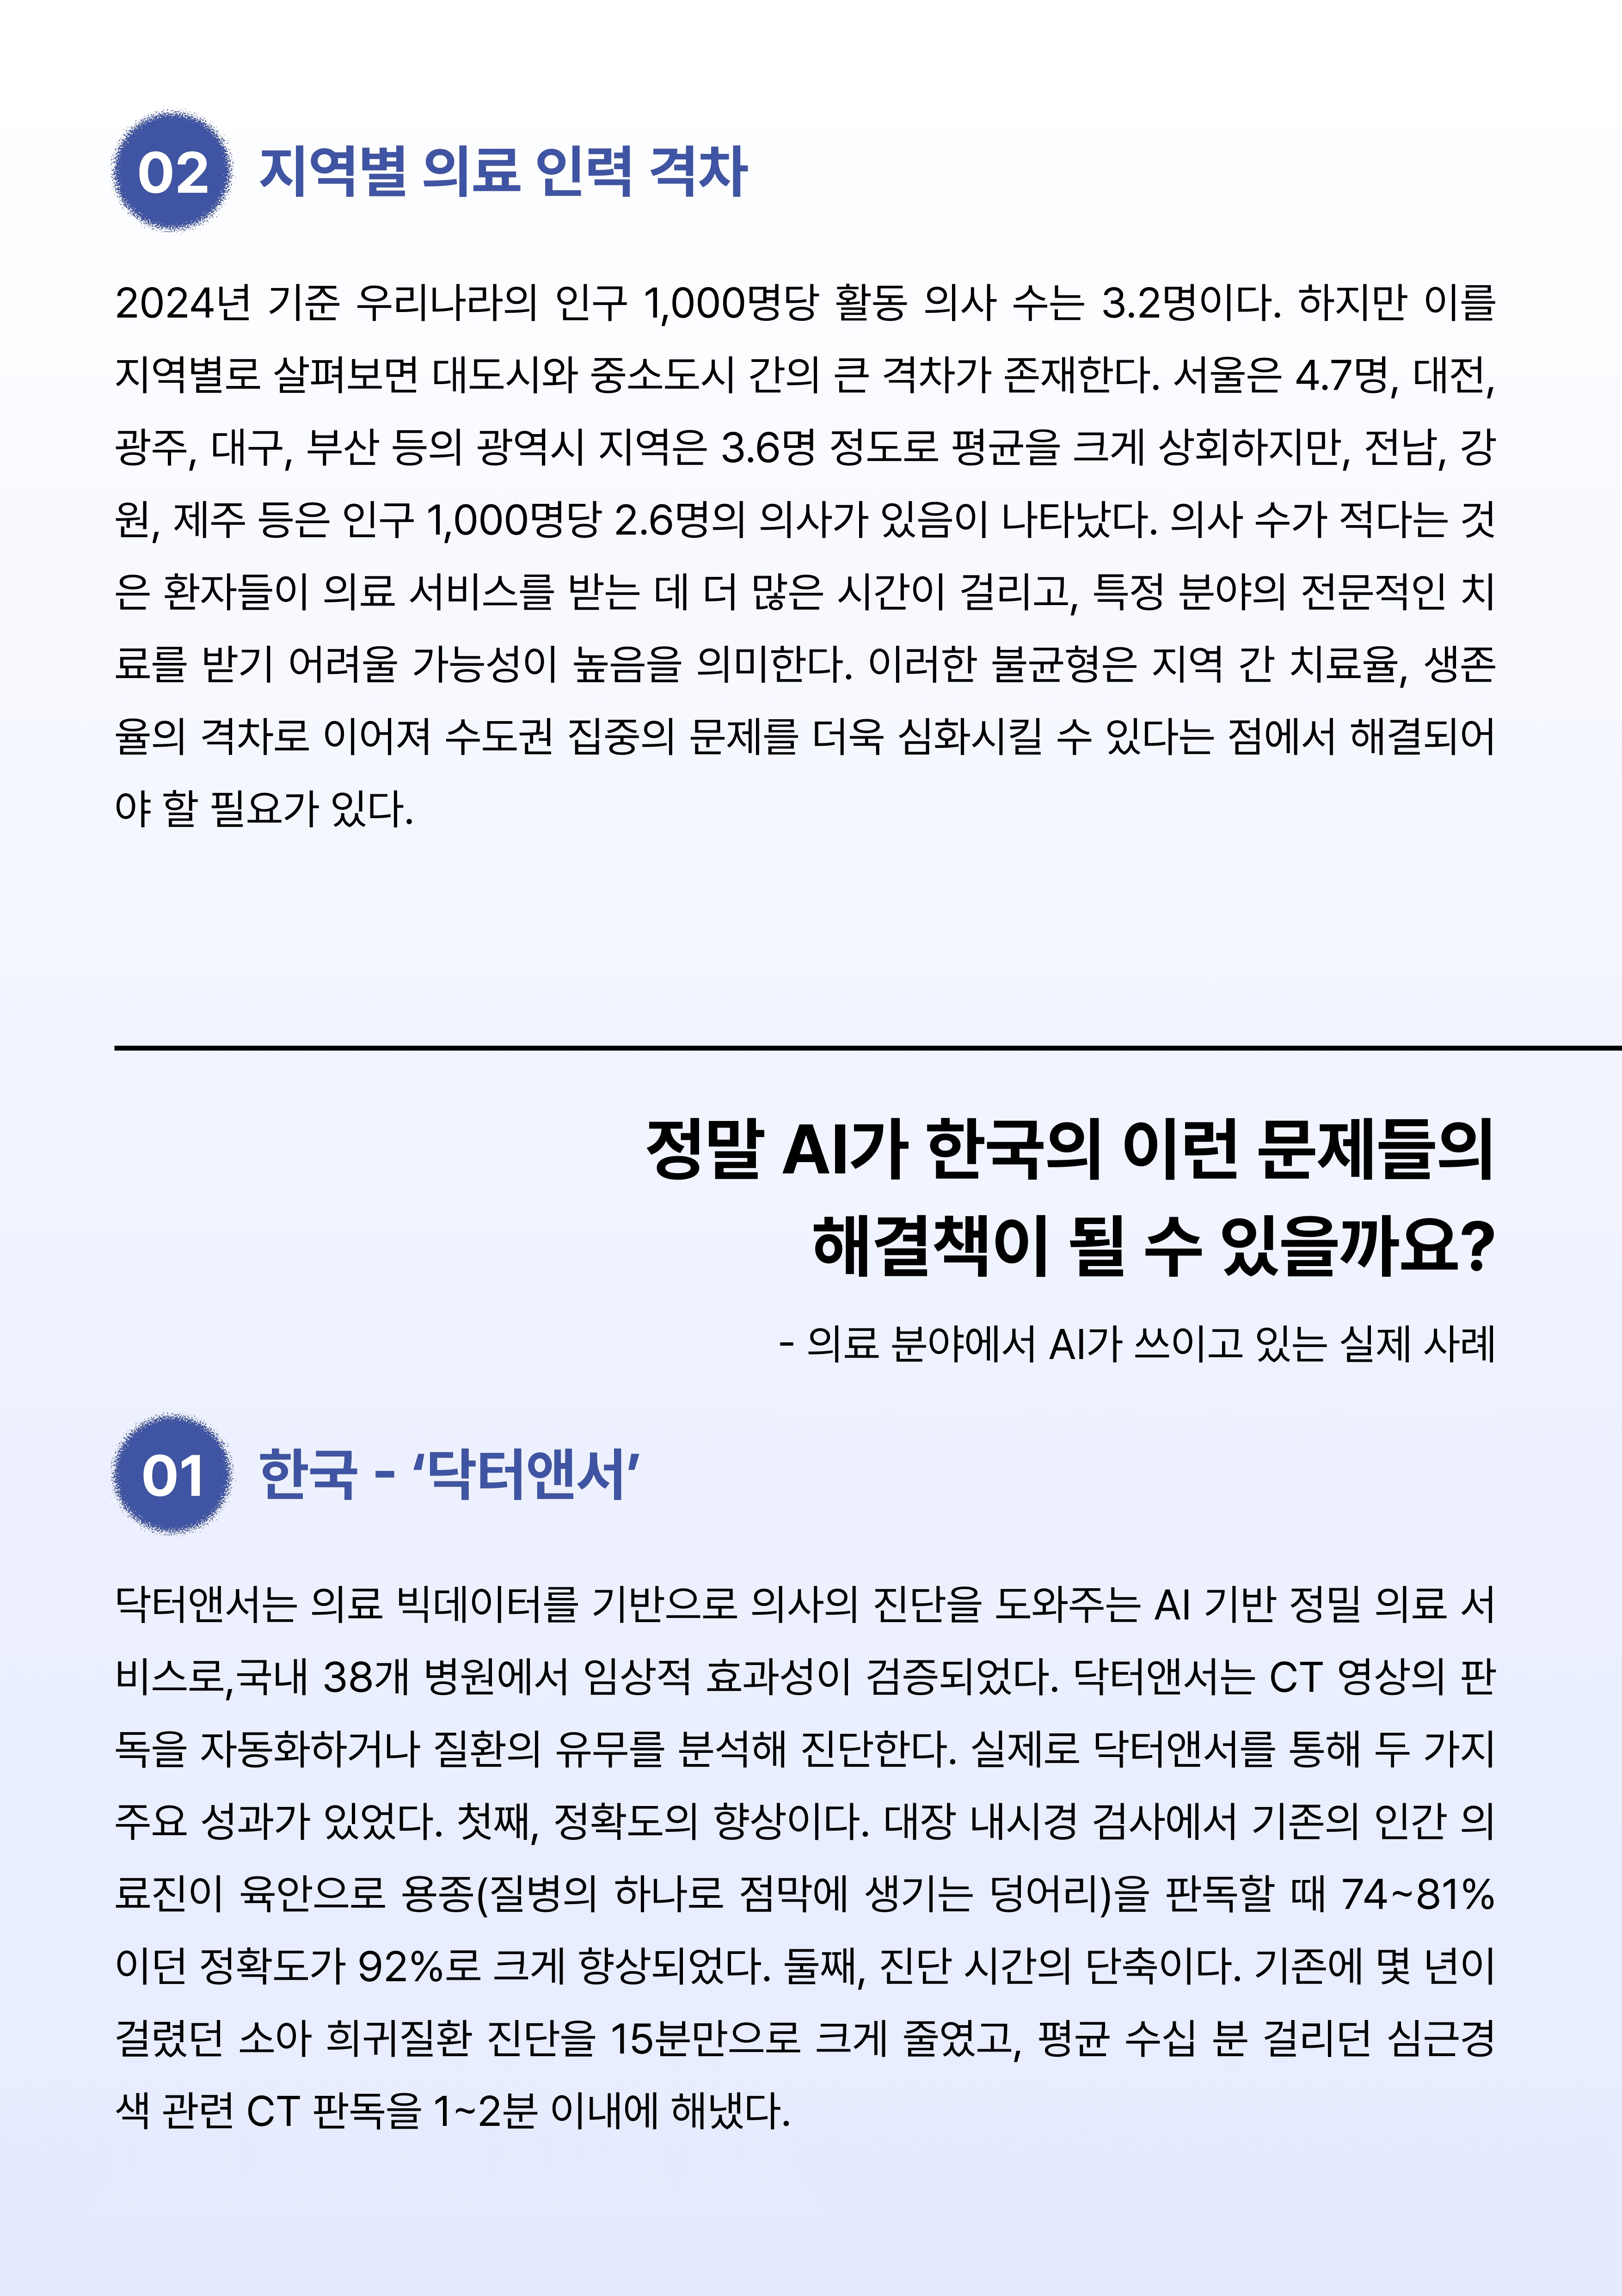 02 지역별 의료 인력 격차
2024년 기준 우리나라의 인구 1,000명당 활동 의사 수는 3.2명이다. 하지만 이를
지역별로 살펴보면 대도시와 중소도시 간의 큰 격차가 존재한다. 서울은 4.7명, 대전,
광주, 대구, 부산 등의 광역시 지역은 3.6명 정도로 평균을 크게 상회하지만, 전남, 강
원, 제주 등은 인구 1,000명당 2.6명의 의사가 있음이 나타났다. 의사 수가 적다는 것
은 환자들이 의료 서비스를 받는 데 더 많은 시간이 걸리고, 특정 분야의 전문적인 치
료를 받기 어려울 가능성이 높음을 의미한다. 이러한 불균형은 지역 간 치료율, 생존
율의 격차로 이어져 수도권 집중의 문제를 더욱 심화시킬 수 있다는 점에서 해결되어
야 할 필요가 있다.
정말 AI가 한국의 이런 문제들의
해결책이 될 수 있을까요?
- 의료 분야에서 AI가 쓰이고 있는 실제 사례
01 한국 - ‘닥터앤서’
닥터앤서는 의료 빅데이터를 기반으로 의사의 진단을 도와주는 AI 기반 정밀 의료 서
비스로,국내 38개 병원에서 임상적 효과성이 검증되었다. 닥터앤서는 CT 영상의 판
독을 자동화하거나 질환의 유무를 분석해 진단한다. 실제로 닥터앤서를 통해 두 가지
주요 성과가 있었다. 첫째, 정확도의 향상이다. 대장 내시경 검사에서 기존의 인간 의
료진이 육안으로 용종(질병의 하나로 점막에 생기는 덩어리)을 판독할 때 74~81%
이던 정확도가 92%로 크게 향상되었다. 둘째, 진단 시간의 단축이다. 기존에 몇 년이
걸렸던 소아 희귀질환 진단을 15분만으로 크게 줄였고, 평균 수십 분 걸리던 심근경
색 관련 CT 판독을 1~2분 이내에 해냈다.